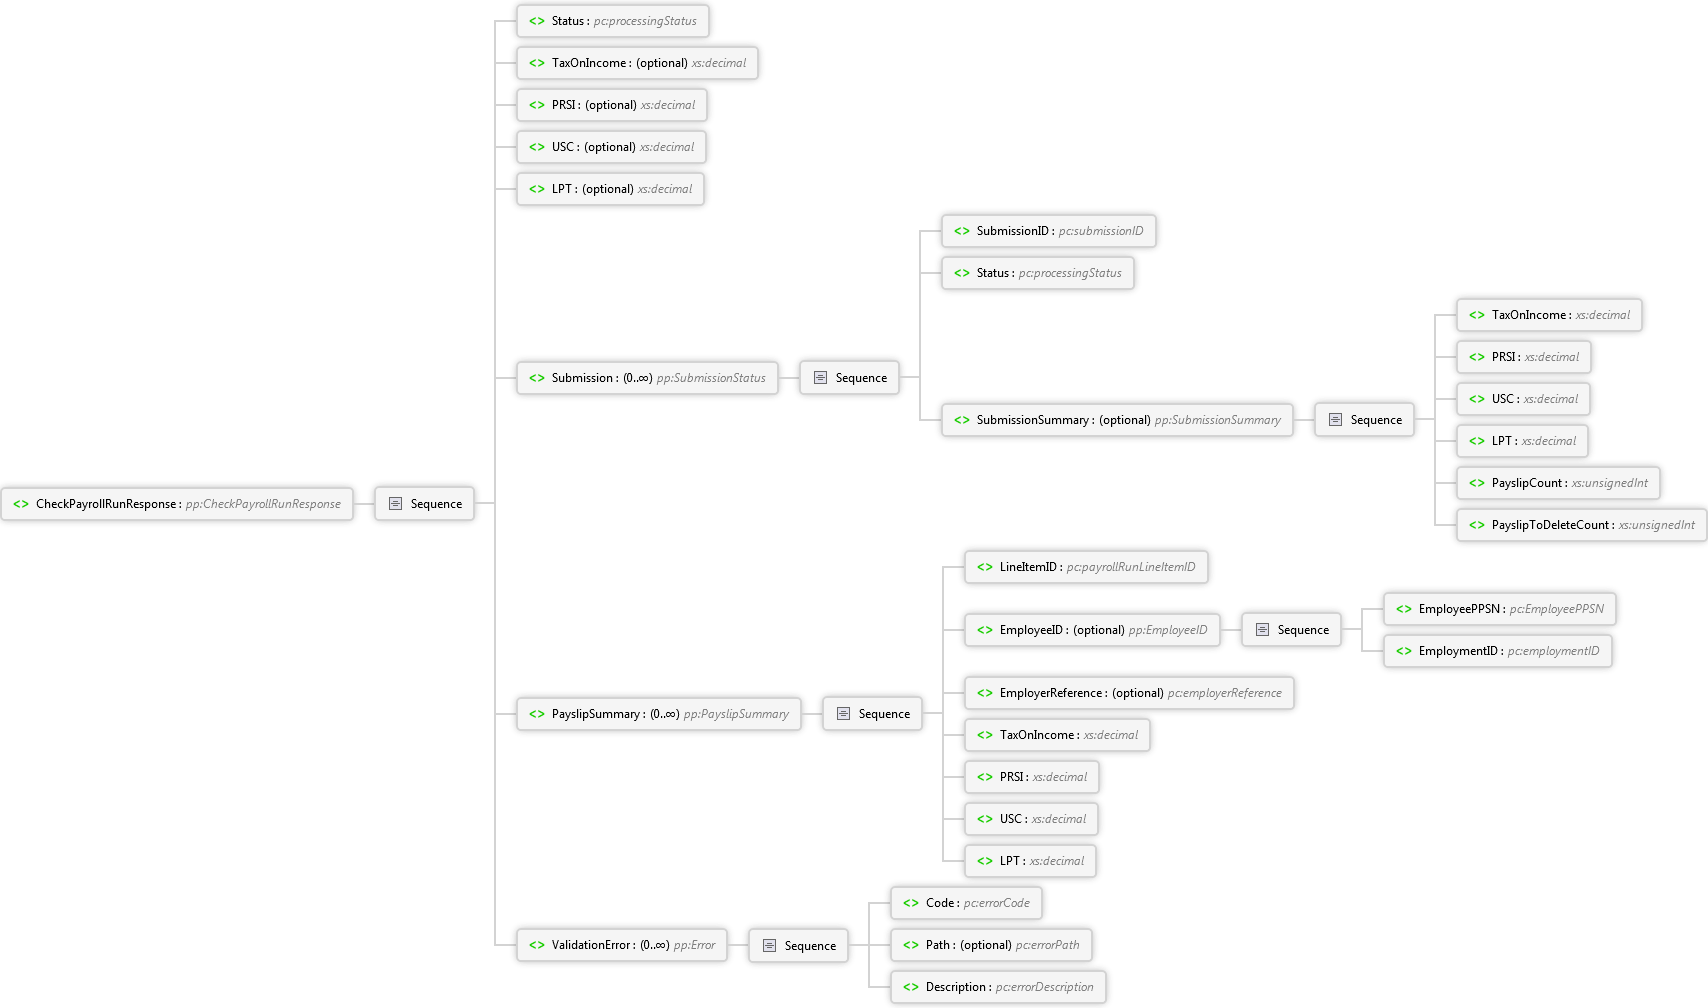 <> Status : pc:processingStatus
<> TaxOnIncome : (optional) xs:decimal
<> PRSI : (optional) xs:decimal
<> USC : (optional) xs:decimal
<> LPT : (optional) xs:decimal
<> SubmissionID : pc:submissionID
<> Status : pc:processingStatus
<> TaxOnIncome : xs:decimal
<> PRSI : xs:decimal
<> Submission : (0..∞) pp:SubmissionStatus
Sequence
<> USC : xs:decimal
<> SubmissionSummary : (optional) pp:SubmissionSummary
Sequence
<> LPT : xs:decimal
<> PayslipCount : xs:unsignedInt
<> CheckPayrollRunResponse : pp:CheckPayrollRunResponse
Sequence
<> PayslipToDeleteCount : xs:unsignedInt
<> LineItemID : pc:payrollRunLineItemID
<> EmployeePPSN : pc:EmployeePPSN
<> EmployeeID : (optional) pp:EmployeeID
Sequence
<> EmploymentID : pc:employmentID
<> EmployerReference : (optional) pc:employerReference
<> PayslipSummary : (0..∞) pp:PayslipSummary
Sequence
<> TaxOnIncome : xs:decimal
<> PRSI : xs:decimal
<> USC : xs:decimal
<> LPT : xs:decimal
<> Code : pc:errorCode
<> ValidationError : (0..∞) pp:Error
Sequence
<> Path : (optional) pc:errorPath
<> Description : pc:errorDescription